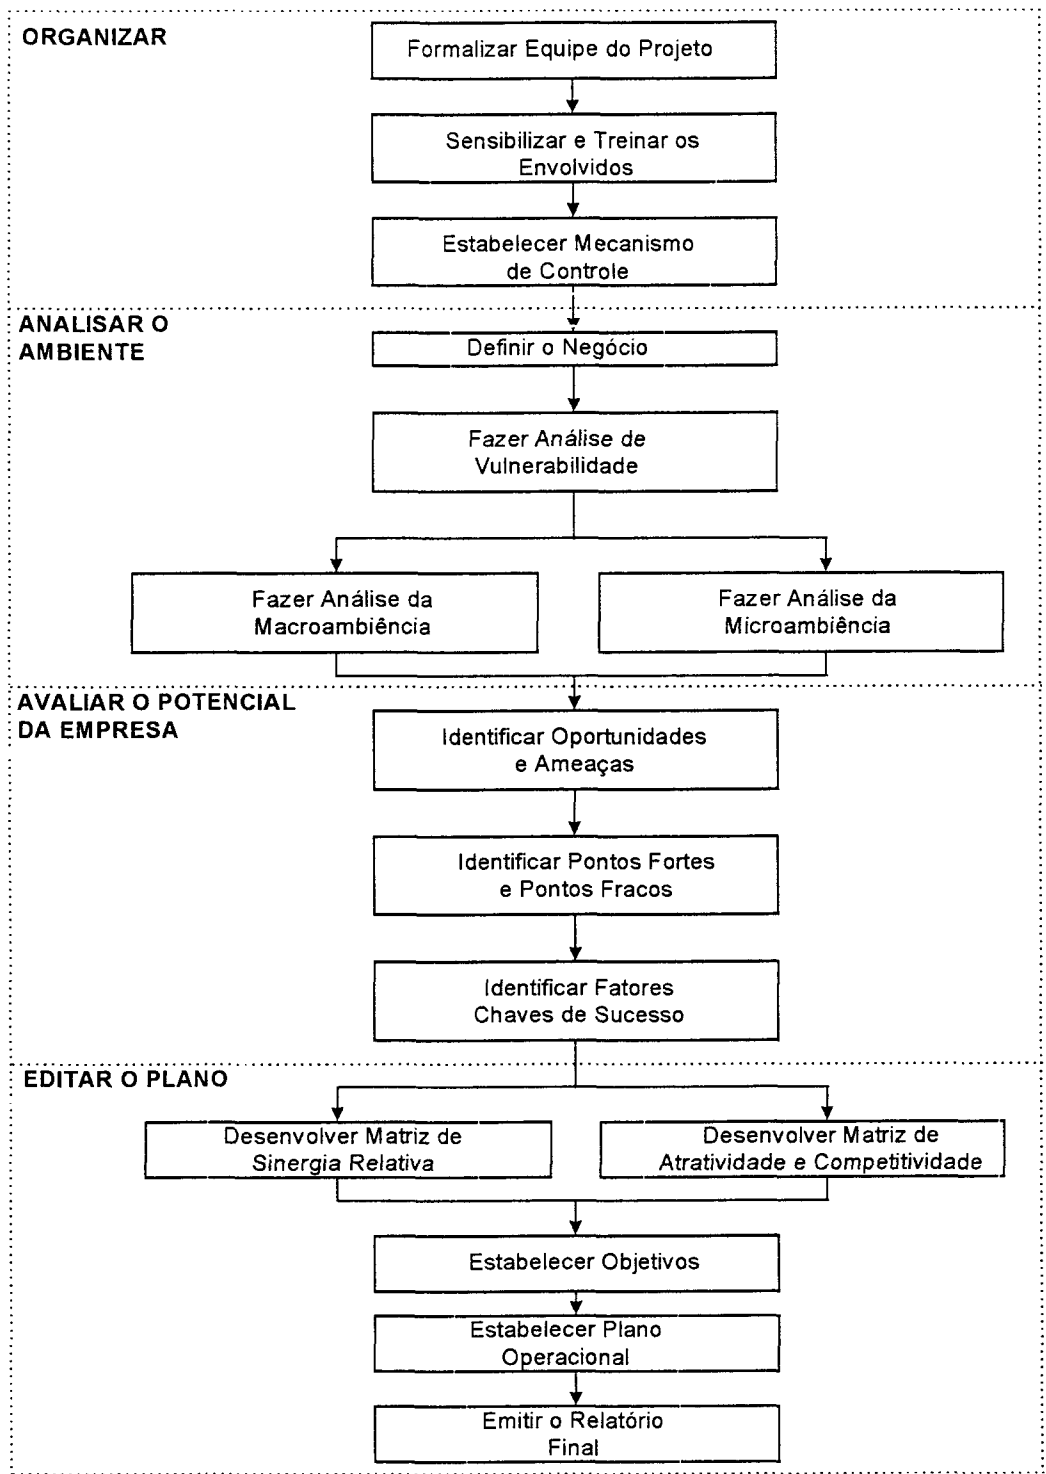 ORGANIZAR
Formalizar Equipe do Projeto
Sensibilizar e Treinar os
Envolvidos
Estabelecer Mecanismo
de Controle
ANALISAR O
AMBIENTE
Definir o Negócio
Fazer Análise de
Vulnerabilidade
Fazer Análise da
Macroambiência
Fazer Análise da
Microambiência
AVALIAR O POTENCIAL
DA EMPRESA
Identificar Oportunidades
e Ameaças
Identificar Pontos Fortes
e Pontos Fracos
Identificar Fatores
Chaves de Sucesso
EDITAR O PLANO
Desenvolver Matriz de
Sinergia Relativa
Desenvolver Matriz de
Atratividade e Competitividade
Estabelecer Objetivos
Estabelecer Plano
Operacional
Emitir o Relatório
Final